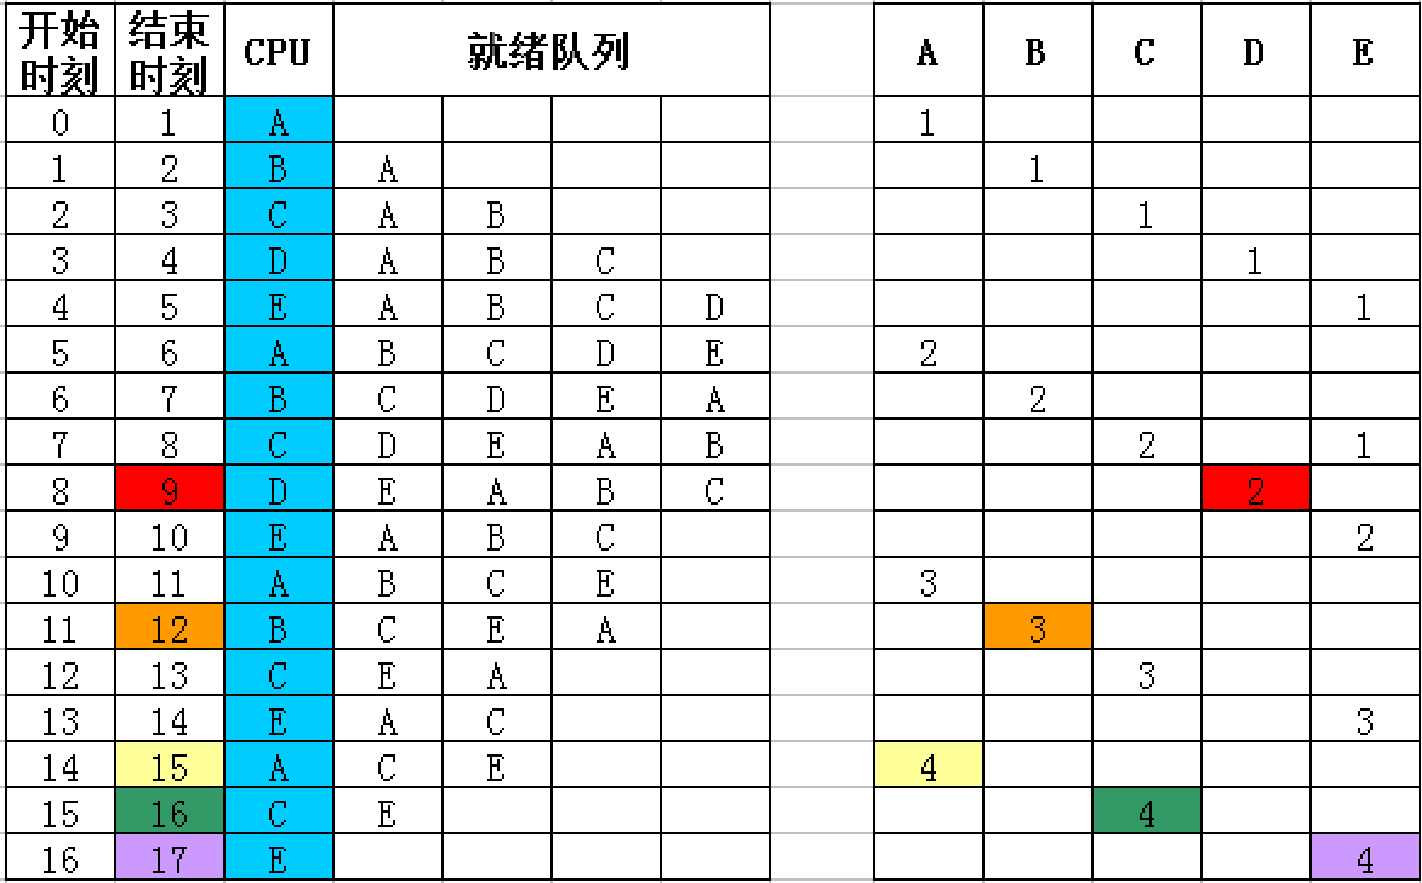 开始时刻 结束时刻 CPU 就绪队列 A B C D E
0 1 A 1
1 2 B A 1
2 3 C A B 1
3 4 D A B C 1
4 5 E A B C D 1
5 6 A B C D E 2
6 7 B C D E A 2
7 8 C D E A B 2 1
8 9 D E A B C 2
9 10 E A B C 2
10 11 A B C E 3
11 12 B C E A 3
12 13 C E A 3
13 14 E A C 3
14 15 A C E 4
15 16 C E 4
16 17 E 4